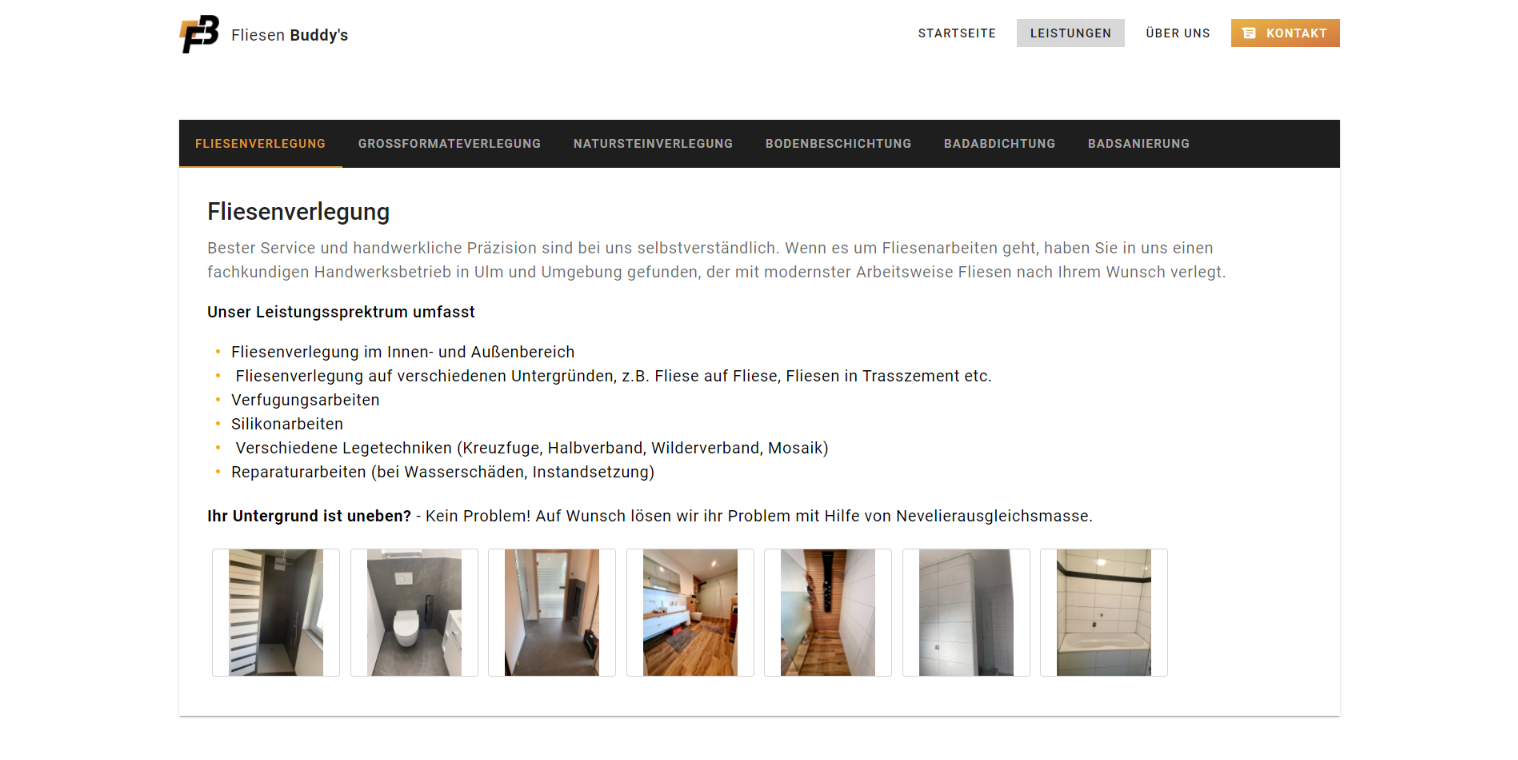 FB Fliesen Buddy's
STARTSEITE LEISTUNGEN ÜBER UNS KONTAKT
FLIESENVERLEGUNG GROSSFORMATEVERLEGUNG NATURSTEINVERLEGUNG BODENBESCHICHTUNG BADABDICHTUNG BADSANIERUNG
Fliesenverlegung
Bester Service und handwerkliche Präzision sind bei uns selbstverständlich. Wenn es um Fliesenarbeiten geht, haben Sie in uns einen
fachkundigen Handwerksbetrieb in Ulm und Umgebung gefunden, der mit modernster Arbeitsweise Fliesen nach Ihrem Wunsch verlegt.
Unser Leistungssprektrum umfasst
• Fliesenverlegung im Innen- und Außenbereich
• Fliesenverlegung auf verschiedenen Untergründen, z.B. Fliese auf Fliese, Fliesen in Trasszement etc.
• Verfugungsarbeiten
• Silikonarbeiten
• Verschiedene Legetechniken (Kreuzfuge, Halbverband, Wilderverband, Mosaik)
• Reparaturarbeiten (bei Wasserschäden, Instandsetzung)
Ihr Untergrund ist uneben? - Kein Problem! Auf Wunsch lösen wir ihr Problem mit Hilfe von Nevelierausgleichsmasse.